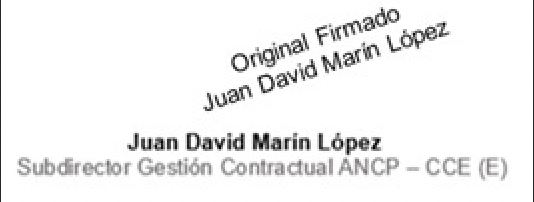 Original Firmado
Juan David Marín López
Juan David Marín López
Subdirector Gestión Contractual ANCP – CCE (E)